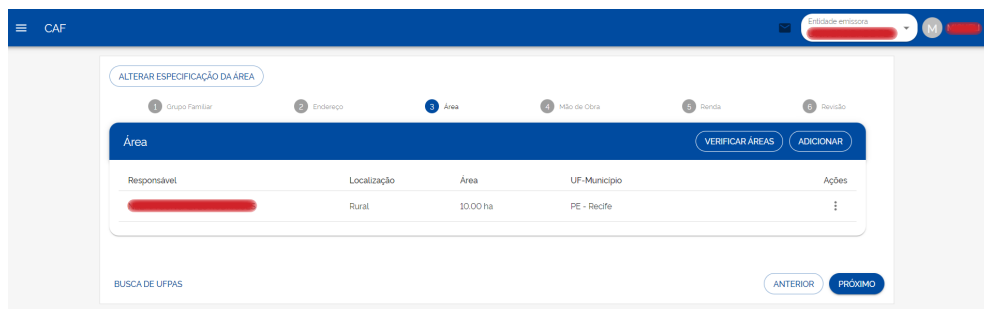 CAF
Entidade emissora
M
ALTERAR ESPECIFICAÇÃO DA ÁREA
1 Grupo Familiar 2 Endereço 3 Área 4 Mão de Obra 5 Renda 6 Revisão
Área VERIFICAR ÁREAS ADICIONAR
Responsável Localização Área UF-Município Ações
Rural 10.00 ha PE - Recife
BUSCA DE UFPAS ANTERIOR PRÓXIMO